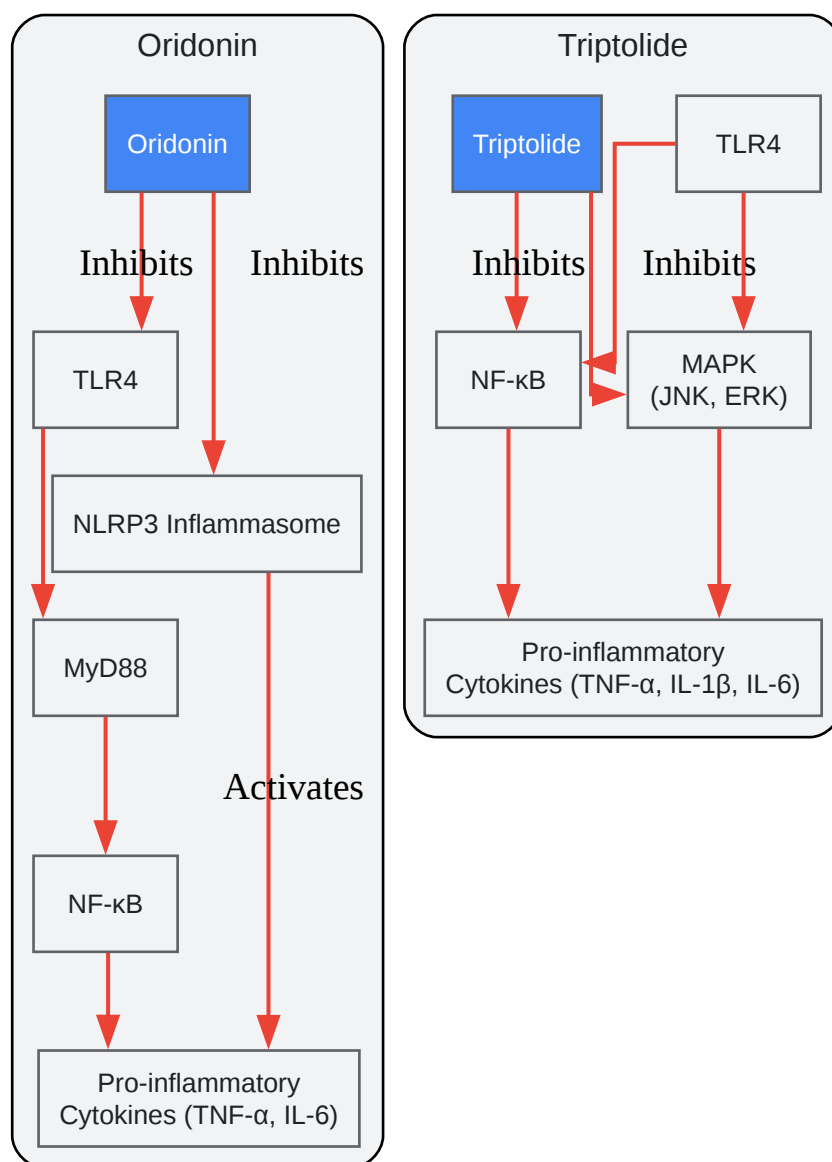 Oridonin
Oridonin
Inhibits
Inhibits
TLR4
NLRP3 Inflammasome
MyD88
Activates
NF-κB
Pro-inflammatory
Cytokines (TNF-α, IL-6)
Triptolide
Triptolide
TLR4
Inhibits
Inhibits
NF-κB
MAPK
(JNK, ERK)
Pro-inflammatory
Cytokines (TNF-α, IL-1β, IL-6)